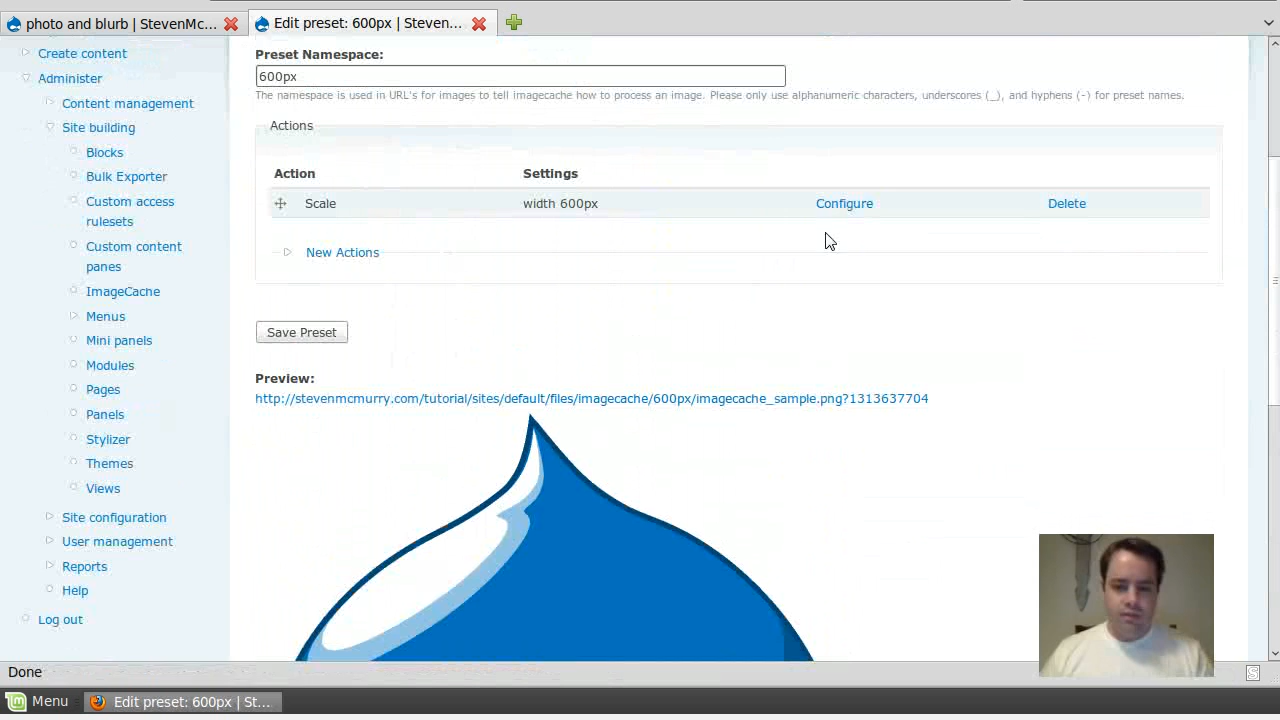 photo and blurb | StevenMc...
Edit preset: 600px | Steven...
Create content
Administer
Content management
Site building
Blocks
Bulk Exporter
Custom access
rulesets
Custom content
panes
ImageCache
Menus
Mini panels
Modules
Pages
Panels
Stylizer
Themes
Views
Site configuration
User management
Reports
Help
Log out
Preset Namespace:
600px
The namespace is used in URL's for images to tell imagecache how to process an image. Please only use alphanumeric characters, underscores (_), and hyphens (-) for preset names.
Actions
Action Settings
Scale width 600px Configure Delete
New Actions
Save Preset
Preview:
http://stevenmcmurry.com/tutorial/sites/default/files/imagecache/600px/imagecache_sample.png?1313637704
Done
Menu
Edit preset: 600px | St...